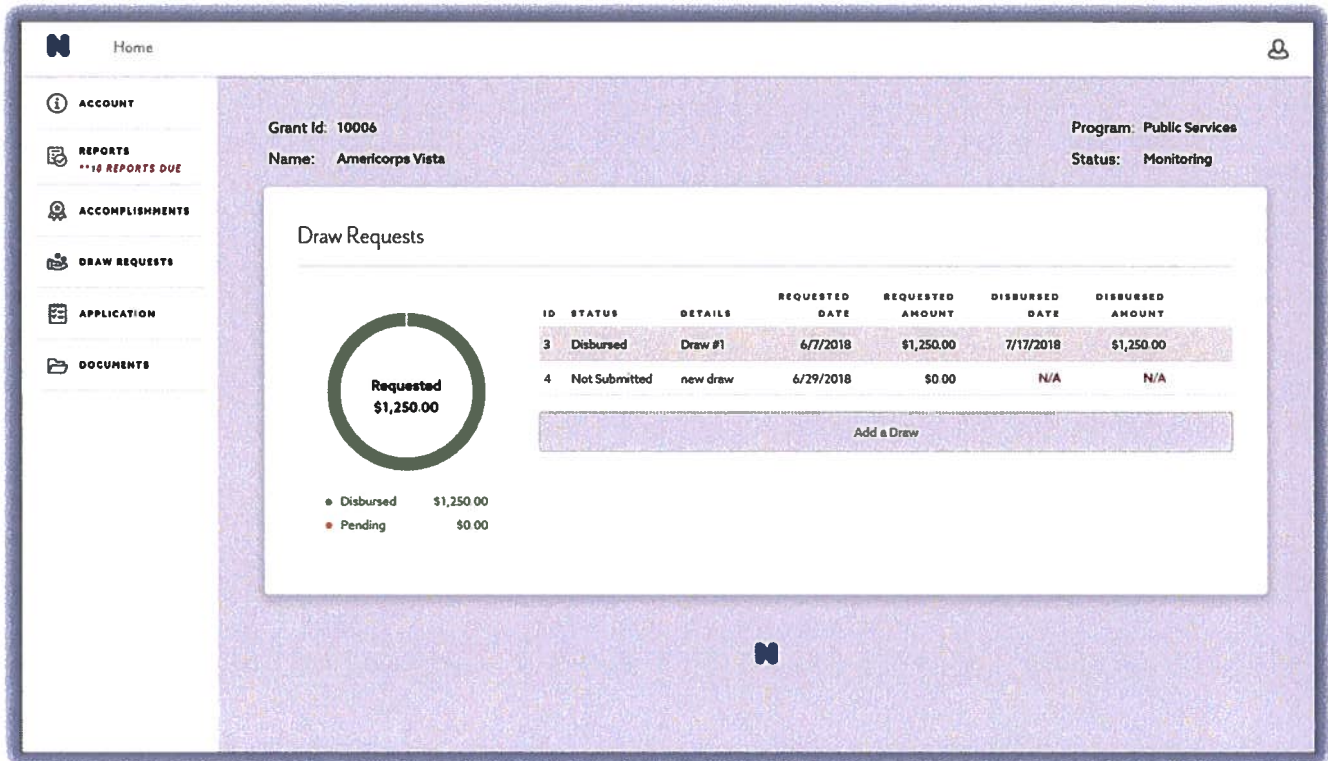 Home
ACCOUNT
REPORTS
REPORTS DUE
ACCOMPLISHMENTS
DRAW REQUESTS
APPLICATION
DOCUMENTS
Grant Id: 10006
Name: Americorps Vista
Program: Public Services
Status: Monitoring
Draw Requests
Requested
$1,250.00
Disbursed $1,250.00
Pending $0.00
ID STATUS DETAILS REQUESTED DATE REQUESTED AMOUNT DISBURSED DATE DISBURSED AMOUNT
3 Disbursed Draw #1 6/7/2018 $1,250.00 7/17/2018 $1,250.00
4 Not Submitted new draw 6/29/2018 $0.00 N/A N/A
Add a Draw